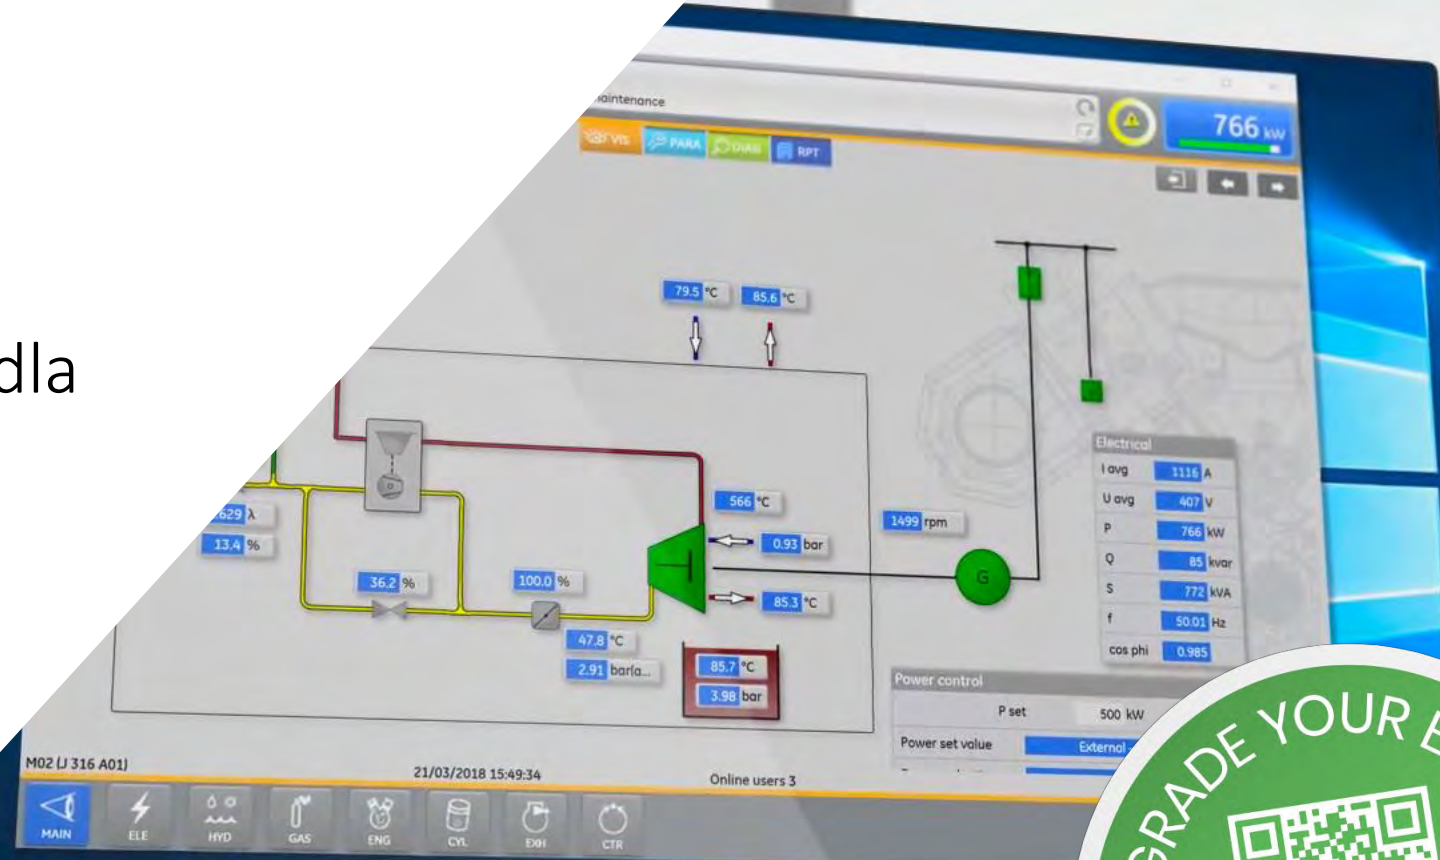 aintenance
766 kW
VIS PARA DIAG RPT
79.5 °C 85.6 °C
dla
Electrical
I avg 1116 A
U avg 407 V
P 766 kW
Q 85 kvar
S 772 kVA
f 50.01 Hz
cos phi 0.985
566 °C
0.93 bar
1499 rpm
G
629 λ
13.4 %
36.2 %
100.0 %
85.3 °C
47.8 °C
2.91 bar(a...
85.7 °C
3.98 bar
Power control
P set 500 kW
Power set value External
M02 (J 316 A01)
21/03/2018 15:49:34
Online users 3
MAIN ELE HYD GAS ENG CYL EXH CTR
GRADE YOUR E